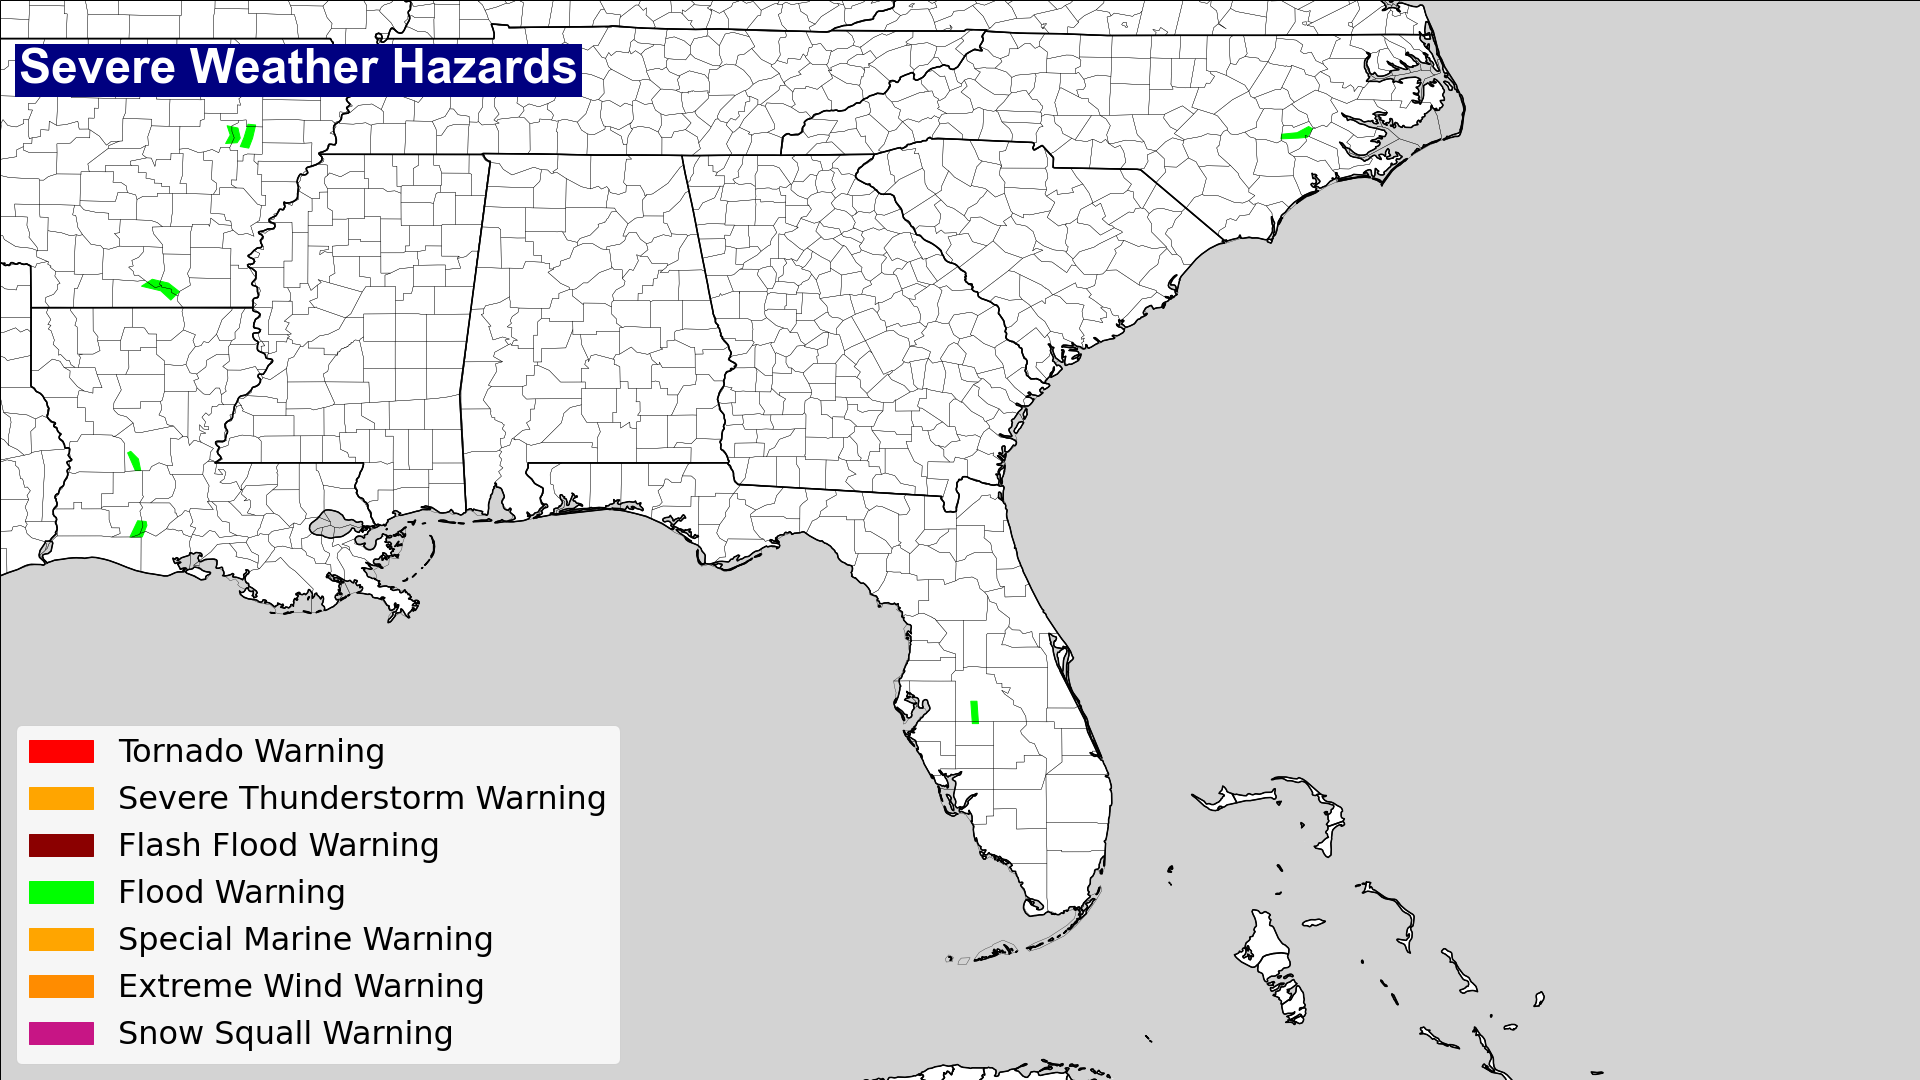 Severe Weather Hazards
Tornado Warning
Severe Thunderstorm Warning
Flash Flood Warning
Flood Warning
Special Marine Warning
Extreme Wind Warning
Snow Squall Warning